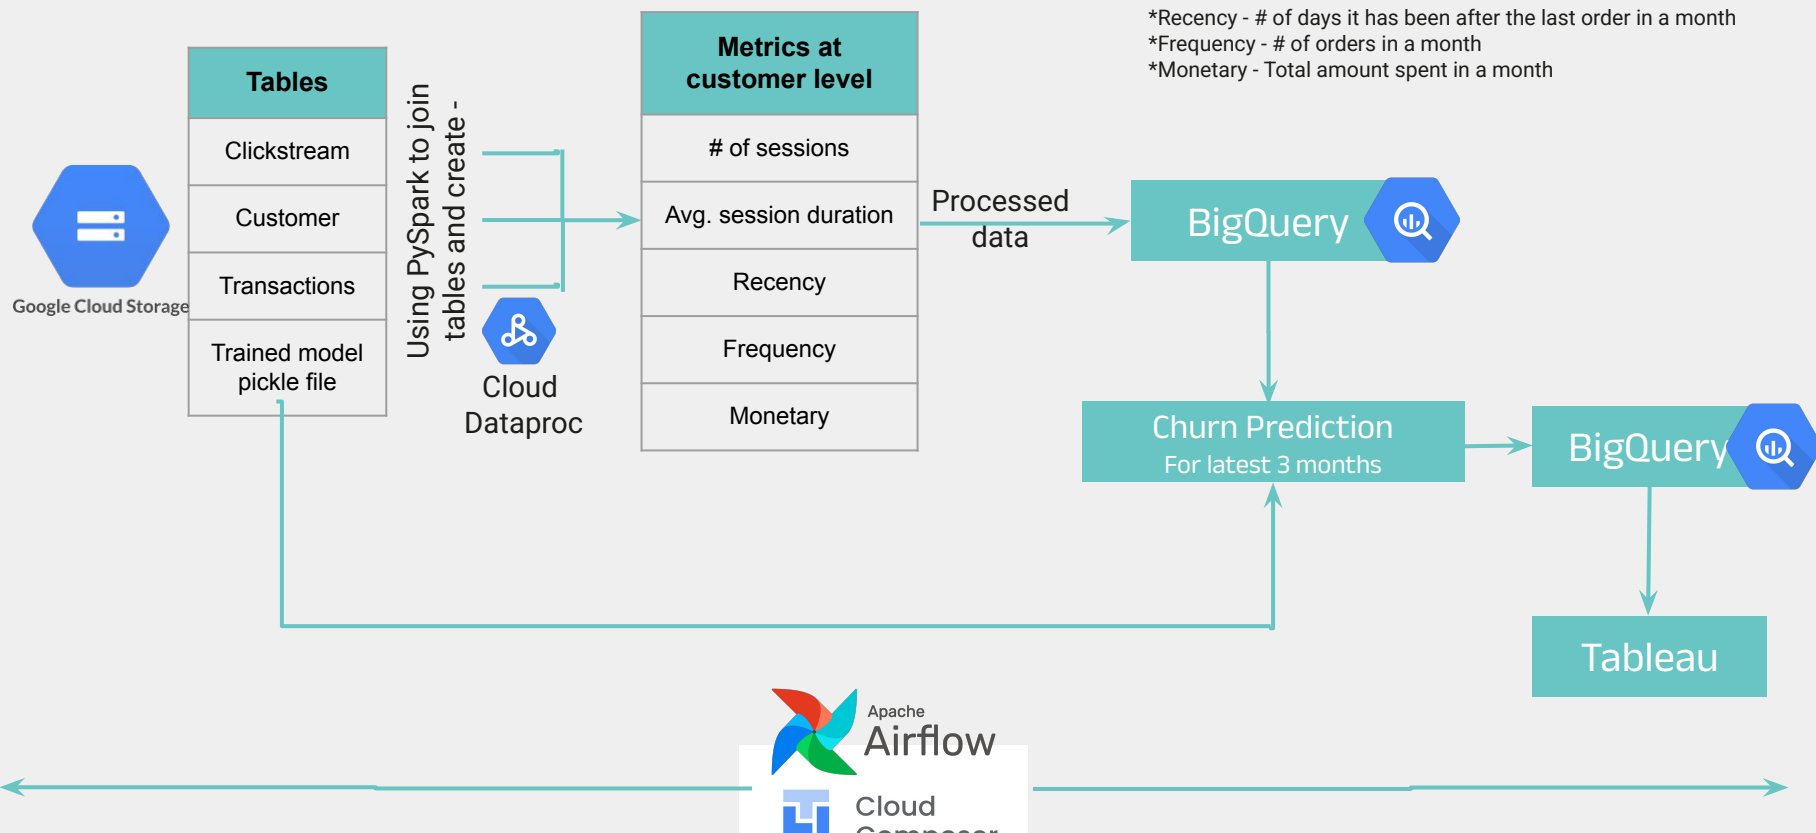 *Recency - # of days it has been after the last order in a month
*Frequency - # of orders in a month
*Monetary - Total amount spent in a month
Google Cloud Storage
Tables
Clickstream
Customer
Transactions
Trained model
pickle file
Using PySpark to join
tables and create -
Cloud
Dataproc
Metrics at
customer level
# of sessions
Avg. session duration
Recency
Frequency
Monetary
Processed
data
BigQuery
Churn Prediction
For latest 3 months
BigQuery
Tableau
Apache
Airflow
Cloud
Composer